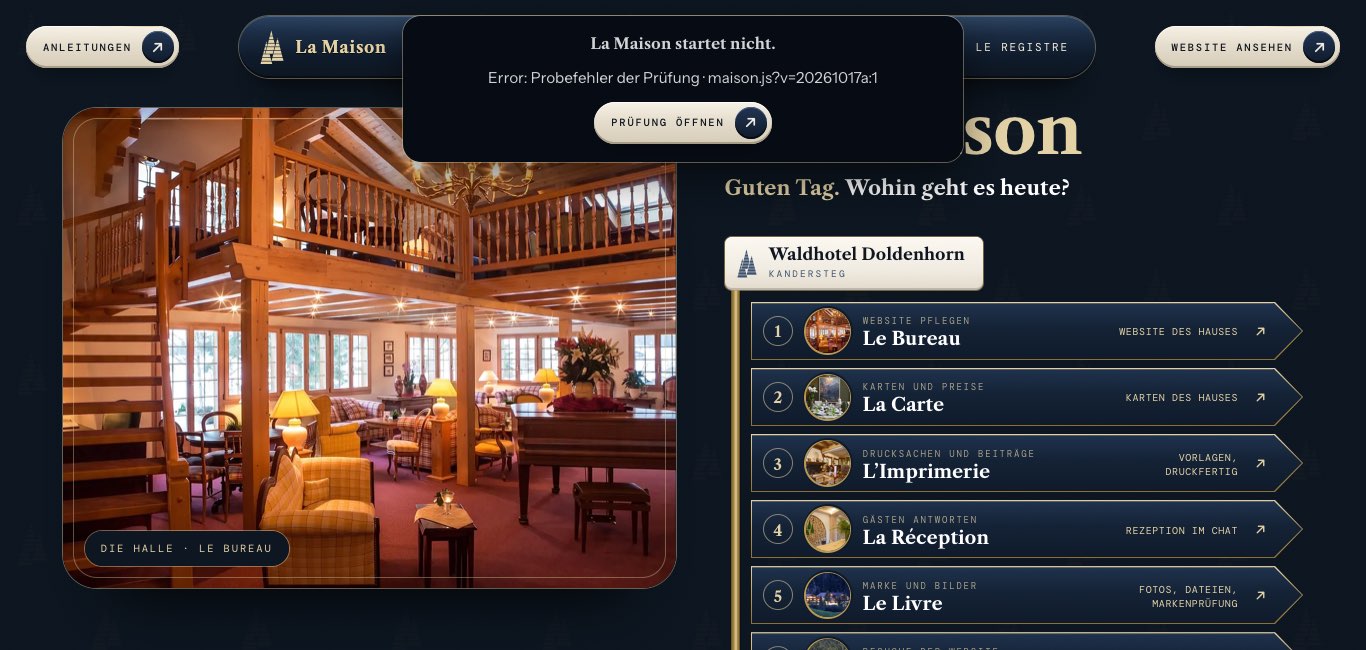 ANLEITUNGEN
La Maison
La Maison startet nicht.
Error: Probefehler der Prüfung · maison.js?v=20261017a:1
PRÜFUNG ÖFFNEN
LE REGISTRE
WEBSITE ANSEHEN
son
Guten Tag. Wohin geht es heute?
Waldhotel Doldenhorn
KANDERSTEG
1
WEBSITE PFLEGEN
Le Bureau
WEBSITE DES HAUSES
2
KARTEN UND PREISE
La Carte
KARTEN DES HAUSES
3
DRUCKSACHEN UND BEITRÄGE
L’Imprimerie
VORLAGEN,
DRUCKFERTIG
4
GÄSTEN ANTWORTEN
La Réception
REZEPTION IM CHAT
5
MARKE UND BILDER
Le Livre
FOTOS, DATEIEN,
MARKENPRÜFUNG
DIE HALLE · LE BUREAU